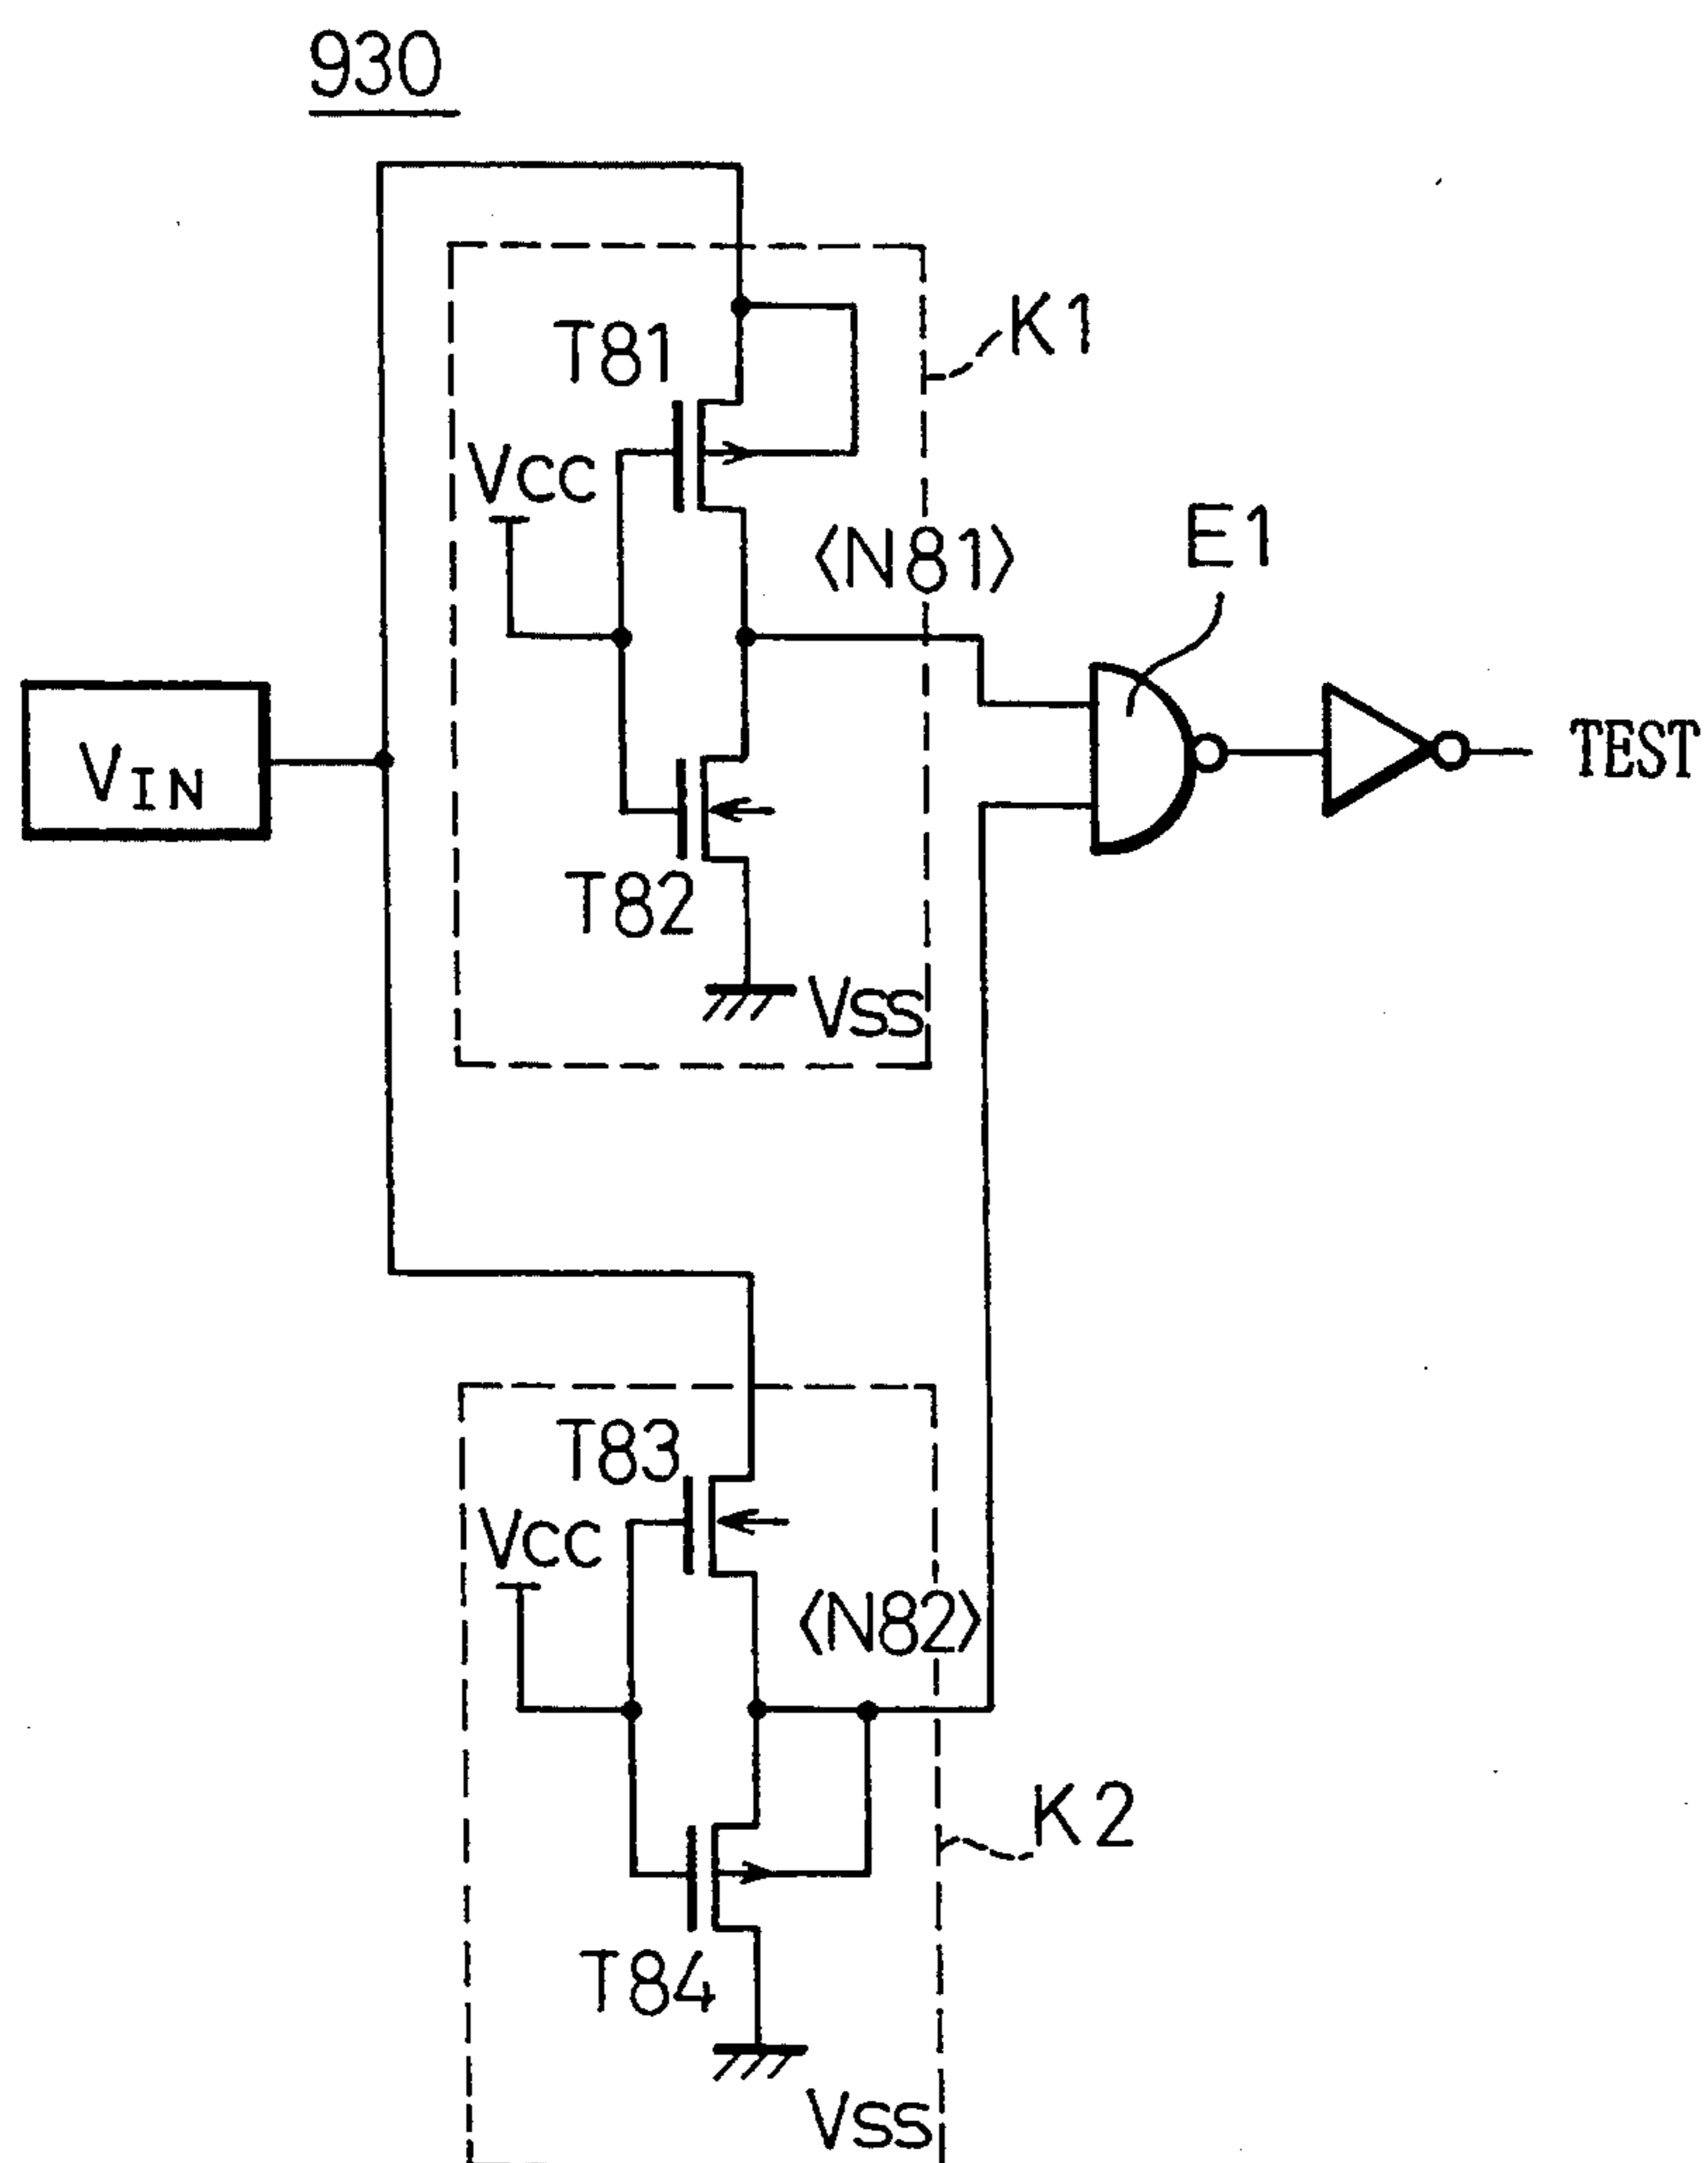 930
K1
T81
VCC
⟨N81⟩
E1
VIN
TEST
T82
VSS
T83
VCC
⟨N82⟩
K2
T84
VSS